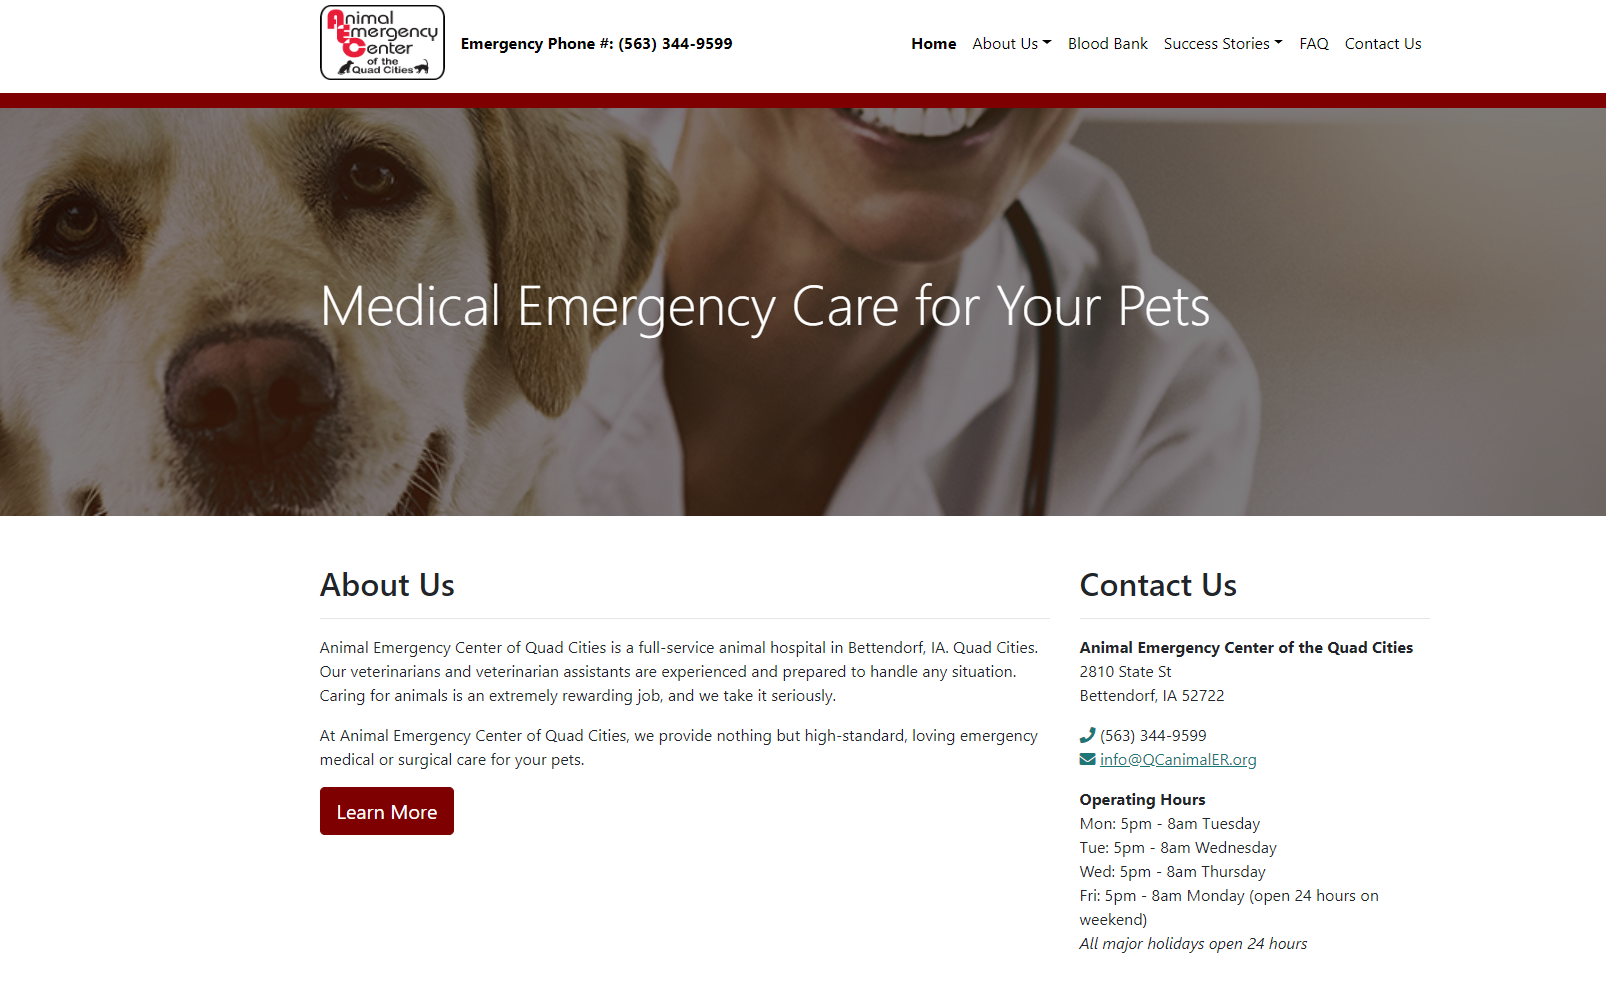 Animal
Emergency
Center
of the
Quad Cities
Emergency Phone #: (563) 344-9599
Home About Us Blood Bank Success Stories FAQ Contact Us
Medical Emergency Care for Your Pets
About Us
Animal Emergency Center of Quad Cities is a full-service animal hospital in Bettendorf, IA. Quad Cities.
Our veterinarians and veterinarian assistants are experienced and prepared to handle any situation.
Caring for animals is an extremely rewarding job, and we take it seriously.
At Animal Emergency Center of Quad Cities, we provide nothing but high-standard, loving emergency
medical or surgical care for your pets.
Learn More
Contact Us
Animal Emergency Center of the Quad Cities
2810 State St
Bettendorf, IA 52722
(563) 344-9599
info@QCanimalER.org
Operating Hours
Mon: 5pm - 8am Tuesday
Tue: 5pm - 8am Wednesday
Wed: 5pm - 8am Thursday
Fri: 5pm - 8am Monday (open 24 hours on
weekend)
All major holidays open 24 hours